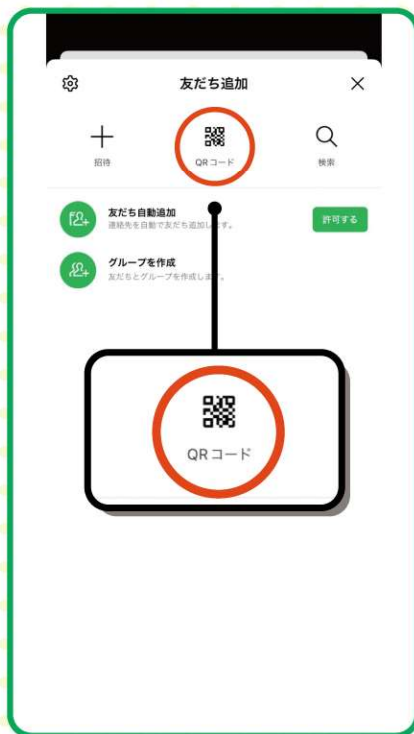 友だち追加
招待
QRコード
検索
友だち自動追加
連絡先を自動で友だち追加します。
許可する
グループを作成
友だちとグループを作成します。
QRコード